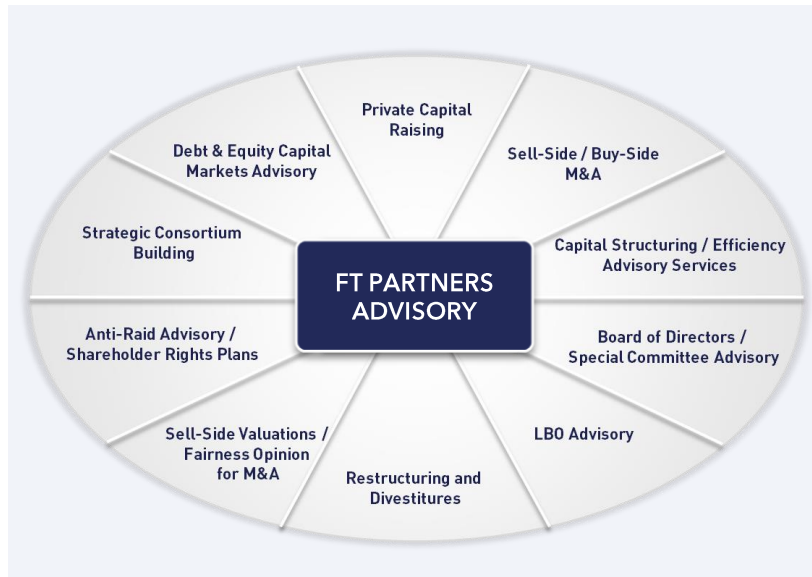 Private Capital
Raising
Debt & Equity Capital
Markets Advisory
Sell-Side / Buy-Side
M&A
Strategic Consortium
Building
Capital Structuring / Efficiency
Advisory Services
FT PARTNERS
ADVISORY
Anti-Raid Advisory /
Shareholder Rights Plans
Board of Directors /
Special Committee Advisory
Sell-Side Valuations /
Fairness Opinion
for M&A
LBO Advisory
Restructuring and
Divestitures